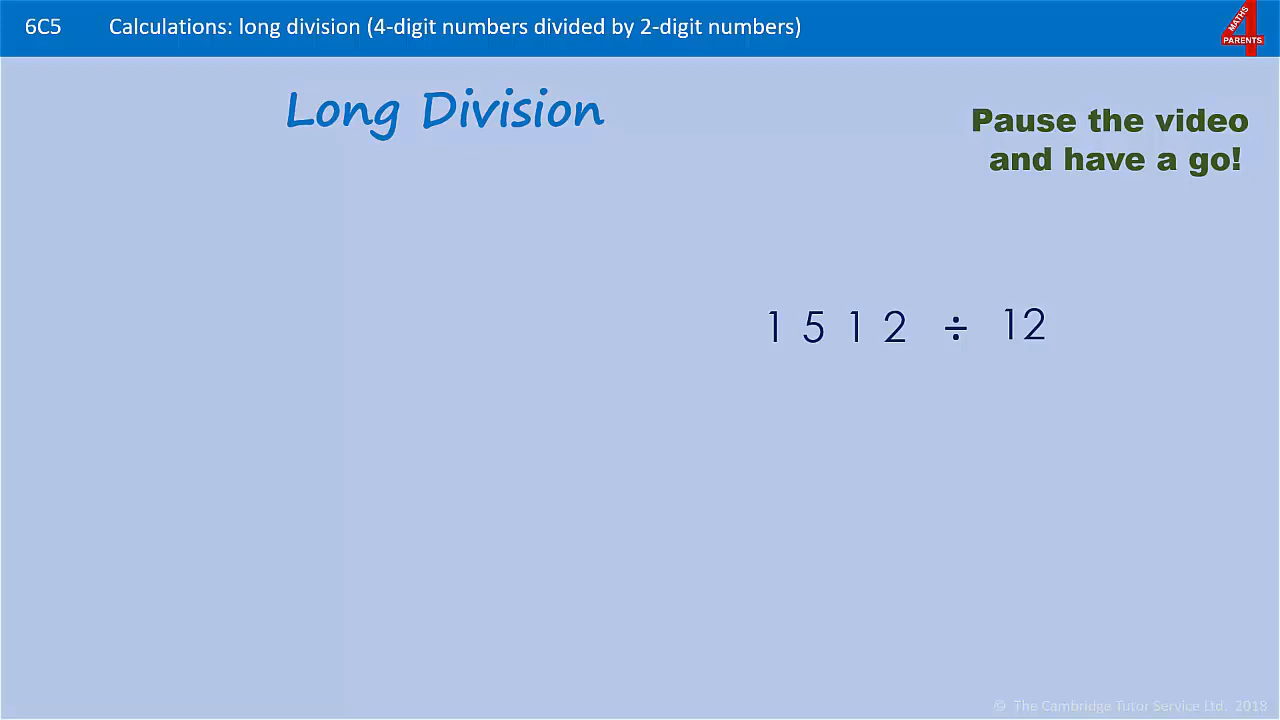 6C5 Calculations: long division (4-digit numbers divided by 2-digit numbers)
MATHS
4
PARENTS
Long Division
Pause the video
and have a go!
1 5 1 2 ÷ 12
© The Cambridge Tutor Service Ltd. 2018